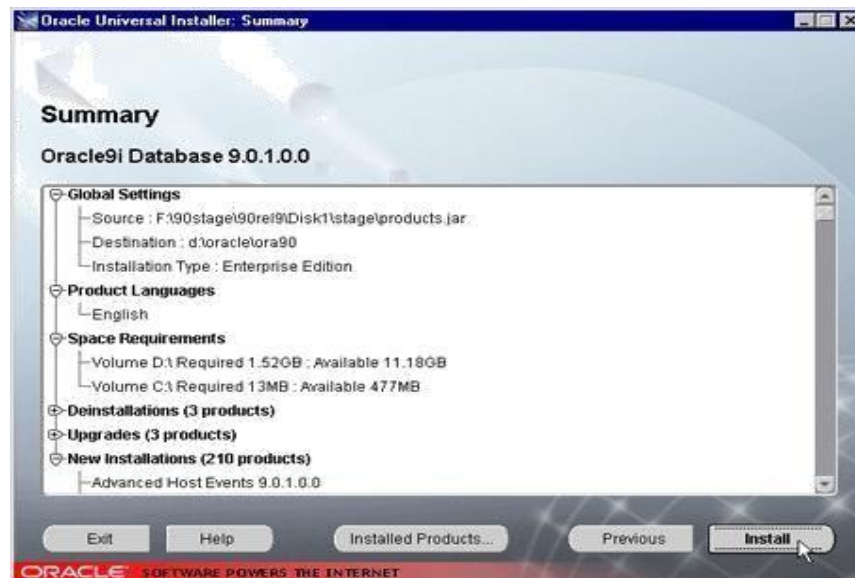 Oracle Universal Installer: Summary
Summary
Oracle9i Database 9.0.1.0.0
Global Settings
Source : F:\90stage\90rel9\Disk1\stage\products.jar
Destination : d:\oracle\ora90
Installation Type : Enterprise Edition
Product Languages
English
Space Requirements
Volume D:\ Required 1.52GB : Available 11.18GB
Volume C:\ Required 13MB : Available 477MB
Deinstallations (3 products)
Upgrades (3 products)
New Installations (210 products)
Advanced Host Events 9.0.1.0.0
Exit Help Installed Products... Previous Install
ORACLE SOFTWARE POWERS THE INTERNET